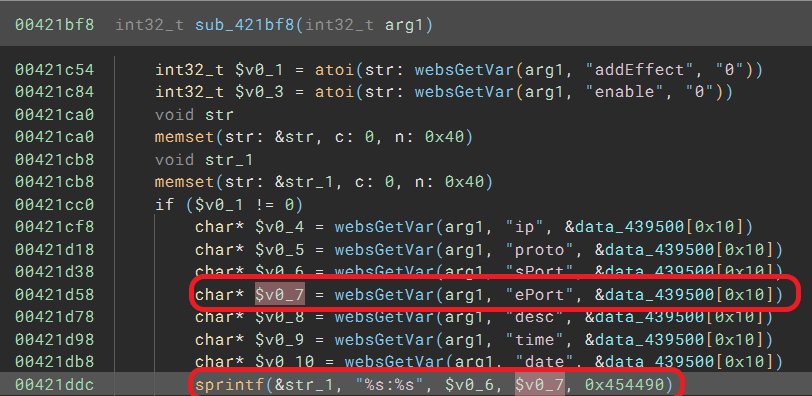 00421bf8 int32_t sub_421bf8(int32_t arg1)
00421c54 int32_t $v0_1 = atoi(str: websGetVar(arg1, "addEffect", "0"))
00421c84 int32_t $v0_3 = atoi(str: websGetVar(arg1, "enable", "0"))
00421ca0 void str
00421ca0 memset(str: &str, c: 0, n: 0x40)
00421cb8 void str_1
00421cb8 memset(str: &str_1, c: 0, n: 0x40)
00421cc0 if ($v0_1 != 0)
00421cf8 char* $v0_4 = websGetVar(arg1, "ip", &data_439500[0x10])
00421d18 char* $v0_5 = websGetVar(arg1, "proto", &data_439500[0x10])
00421d38 char* $v0_6 = websGetVar(arg1, "sPort", &data_439500[0x10])
00421d58 char* $v0_7 = websGetVar(arg1, "ePort", &data_439500[0x10])
00421d78 char* $v0_8 = websGetVar(arg1, "desc", &data_439500[0x10])
00421d98 char* $v0_9 = websGetVar(arg1, "time", &data_439500[0x10])
00421db8 char* $v0_10 = websGetVar(arg1, "date", &data_439500[0x10])
00421ddc sprintf(&str_1, "%s:%s", $v0_6, $v0_7, 0x454490)